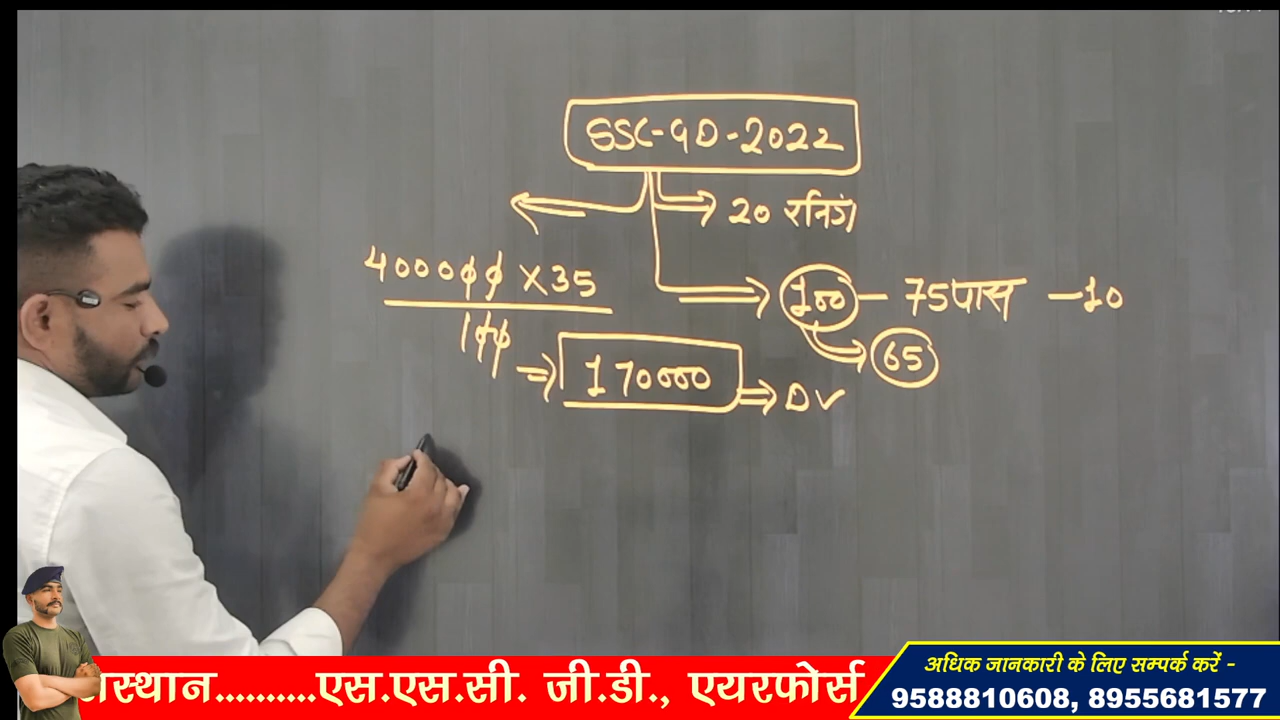 SSC-GD-2022
20 रनिंग
400000 X 35
100
100 - 75पास - 10
65
170000
DV
स्थान..........एस.एस.सी. जी.डी., एयरफोर्स
अधिक जानकारी के लिए सम्पर्क करें -
9588810608, 8955681577